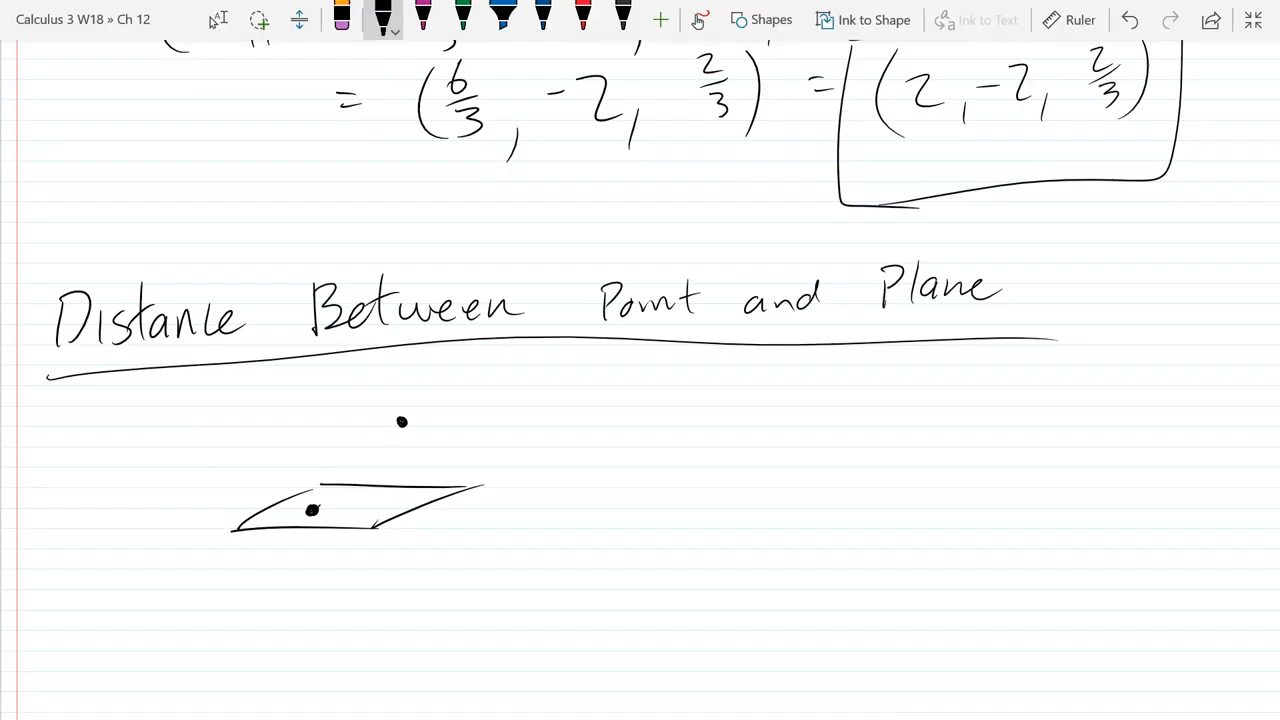 Calculus 3 W18 » Ch 12
Shapes
Ink to Shape
Ink to Text
Ruler
= (6/3, -2, 2/3) = (2, -2, 2/3)
Distance Between Point and Plane